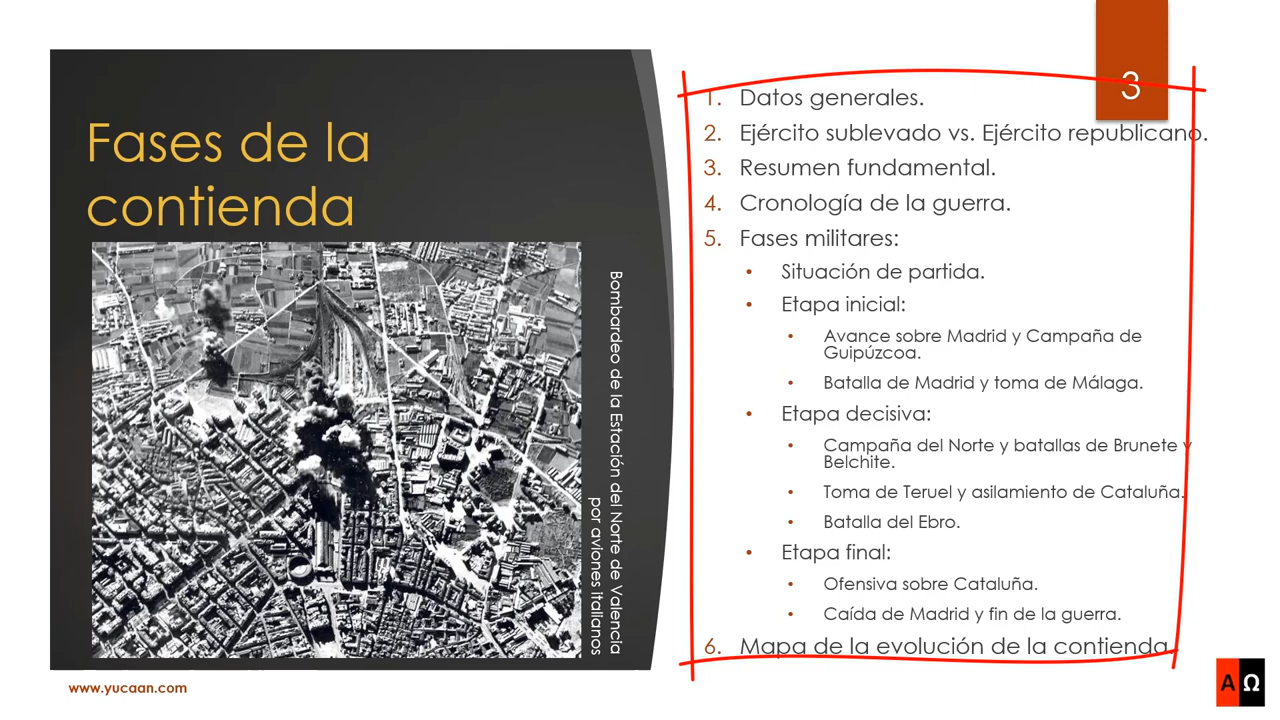 Fases de la
contienda
Bombardeo de la Estación del Norte de Valencia
por aviones italianos
www.yucaan.com
3
1. Datos generales.
2. Ejército sublevado vs. Ejército republicano.
3. Resumen fundamental.
4. Cronología de la guerra.
5. Fases militares:
• Situación de partida.
• Etapa inicial:
• Avance sobre Madrid y Campaña de
Guipúzcoa.
• Batalla de Madrid y toma de Málaga.
• Etapa decisiva:
• Campaña del Norte y batallas de Brunete y
Belchite.
• Toma de Teruel y asilamiento de Cataluña.
• Batalla del Ebro.
• Etapa final:
• Ofensiva sobre Cataluña.
• Caída de Madrid y fin de la guerra.
6. Mapa de la evolución de la contienda.
ΑΩ